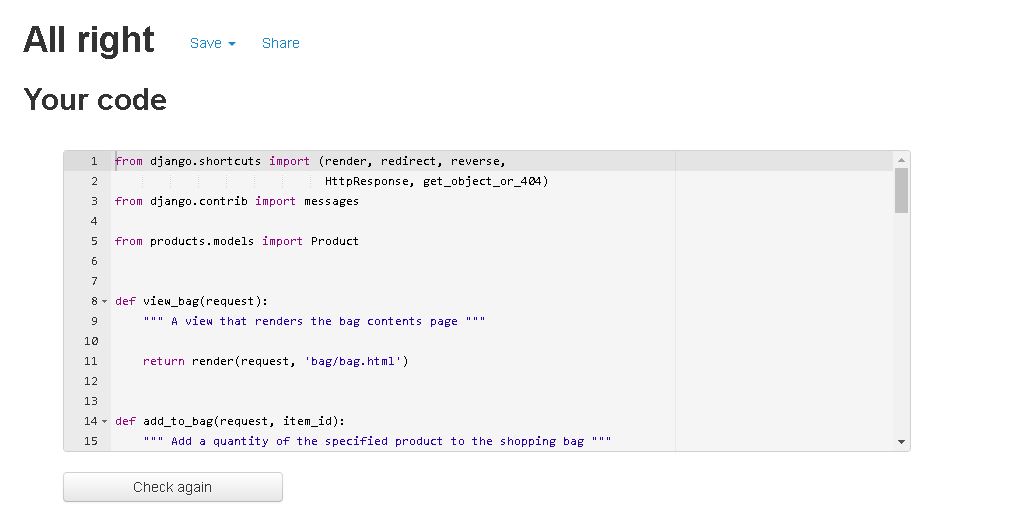 All right Save Share
Your code
1 from django.shortcuts import (render, redirect, reverse,
2 HttpResponse, get_object_or_404)
3 from django.contrib import messages
4
5 from products.models import Product
6
7
8 def view_bag(request):
9 """ A view that renders the bag contents page """
10
11 return render(request, 'bag/bag.html')
12
13
14 def add_to_bag(request, item_id):
15 """ Add a quantity of the specified product to the shopping bag """
Check again